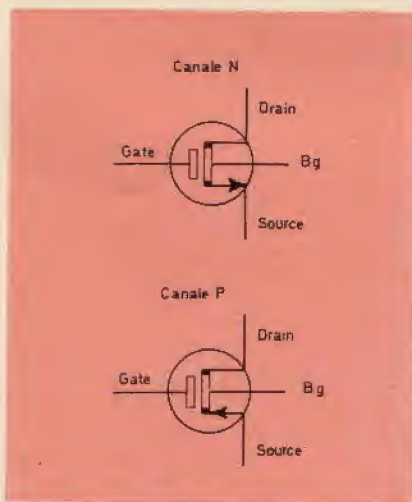 Canale N
Drain
Gate
Bg
Source
Canale P
Drain
Gate
Bg
Source